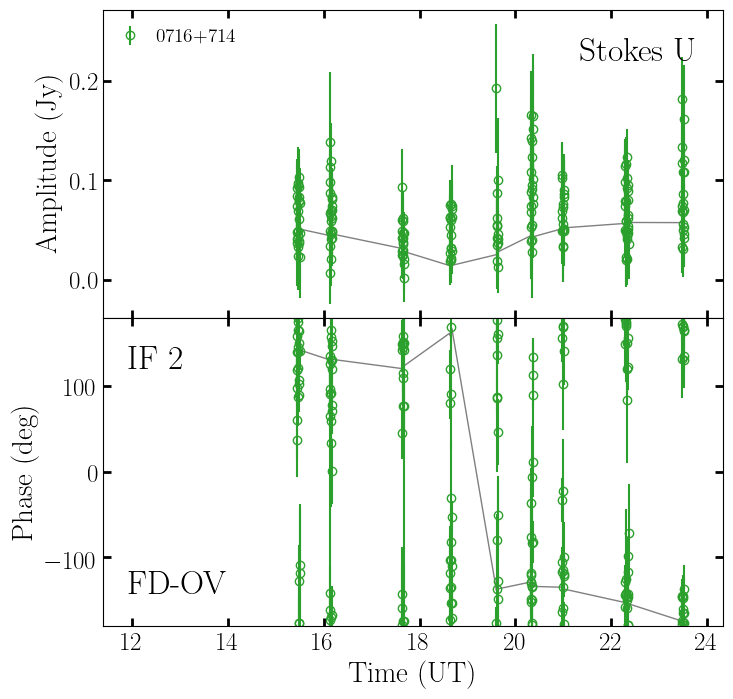 0716+714
Stokes U
0.2
0.1
0.0
Amplitude (Jy)
IF 2
100
0
−100
Phase (deg)
FD-OV
12 14 16 18 20 22 24
Time (UT)